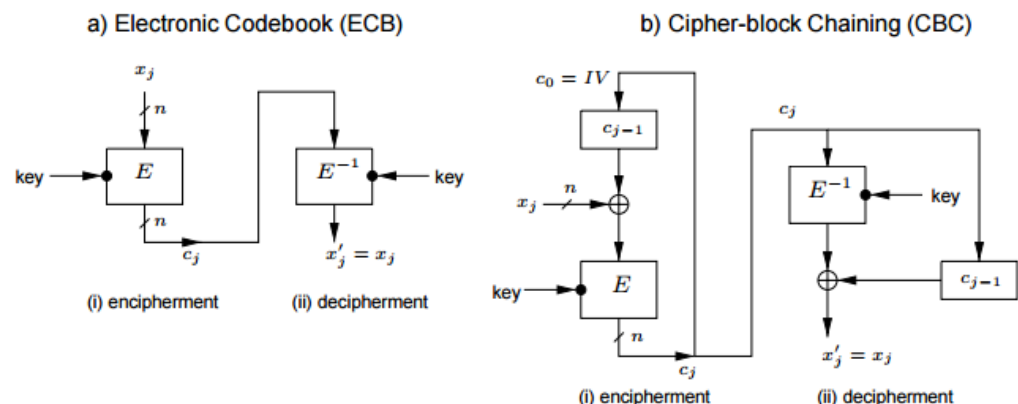 a) Electronic Codebook (ECB)
x_j
n
key
E
n
c_j
E^{-1}
key
x'_j = x_j
(i) encipherment
(ii) decipherment
b) Cipher-block Chaining (CBC)
c_0 = IV
c_{j-1}
x_j
n
key
E
n
c_j
c_j
E^{-1}
key
c_{j-1}
x'_j = x_j
(i) encipherment
(ii) decipherment